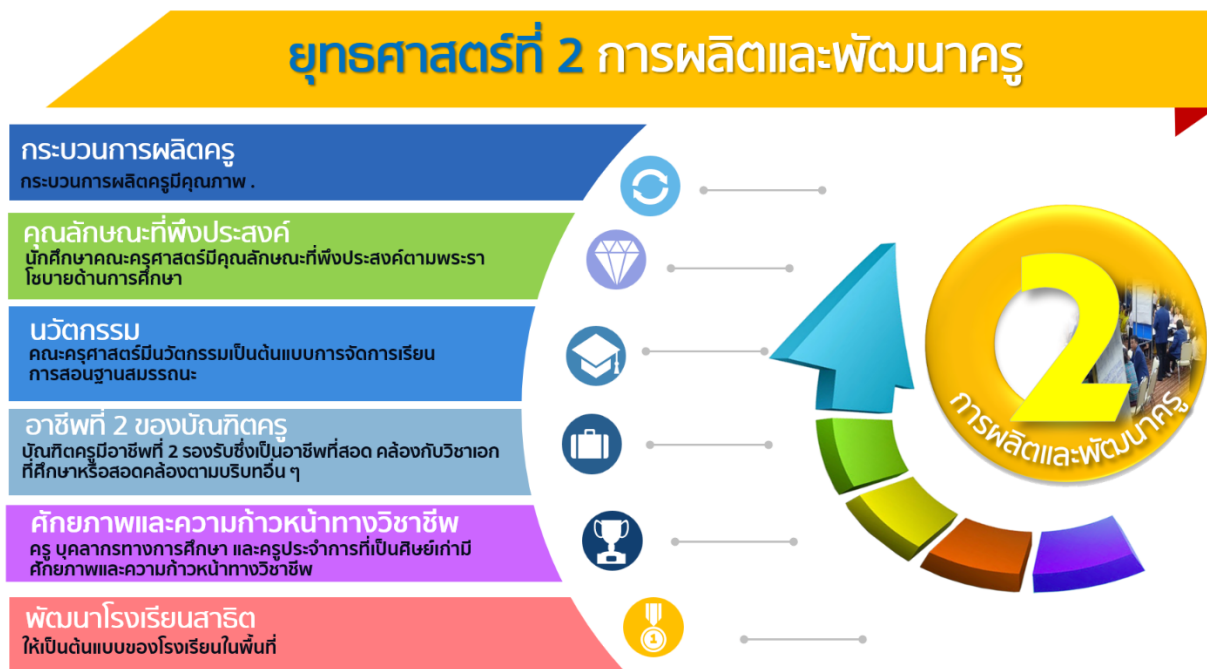 ยุทธศาสตร์ที่ 2 การผลิตและพัฒนาครู
กระบวนการผลิตครู
กระบวนการผลิตครูมีคุณภาพ .
คุณลักษณะที่พึงประสงค์
นักศึกษาคณะครุศาสตร์มีคุณลักษณะที่พึงประสงค์ตามพระรา
โชบายด้านการศึกษา
นวัตกรรม
คณะครุศาสตร์มีนวัตกรรมเป็นต้นแบบการจัดการเรียน
การสอนฐานสมรรถนะ
อาชีพที่ 2 ของบัณฑิตครู
บัณฑิตครูมีอาชีพที่ 2 รองรับซึ่งเป็นอาชีพที่สอด คล้องกับวิชาเอก
ที่ศึกษาหรือสอดคล้องตามบริบทอื่น ๆ
ศักยภาพและความก้าวหน้าทางวิชาชีพ
ครู บุคลากรทางการศึกษา และครูประจำการที่เป็นศิษย์เก่ามี
ศักยภาพและความก้าวหน้าทางวิชาชีพ
พัฒนาโรงเรียนสาธิต
ให้เป็นต้นแบบของโรงเรียนในพื้นที่
1
2
การผลิตและพัฒนาครู